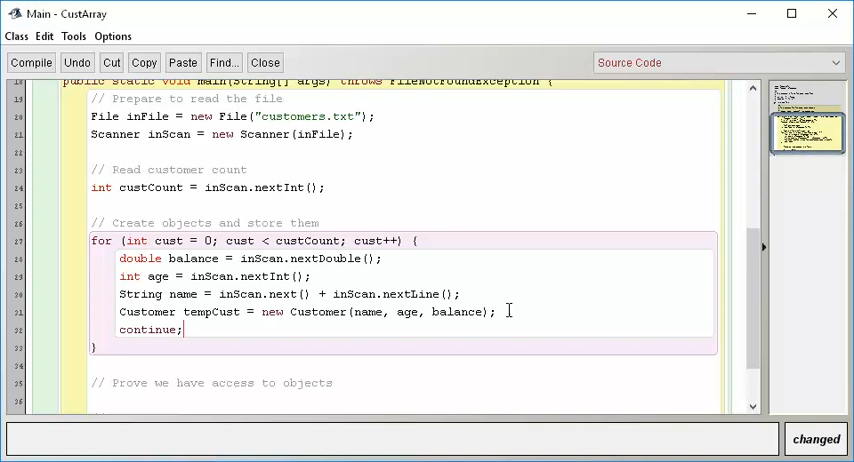 Main - CustArray
Class Edit Tools Options
Compile Undo Cut Copy Paste Find... Close Source Code
18 public static void main(String[] args) throws FileNotFoundException {
19 // Prepare to read the file
20 File inFile = new File("customers.txt");
21 Scanner inScan = new Scanner(inFile);
22
23 // Read customer count
24 int custCount = inScan.nextInt();
25
26 // Create objects and store them
27 for (int cust = 0; cust < custCount; cust++) {
28 double balance = inScan.nextDouble();
29 int age = inScan.nextInt();
30 String name = inScan.next() + inScan.nextLine();
31 Customer tempCust = new Customer(name, age, balance);
32 continue;
33 }
34
35 // Prove we have access to objects
36
changed